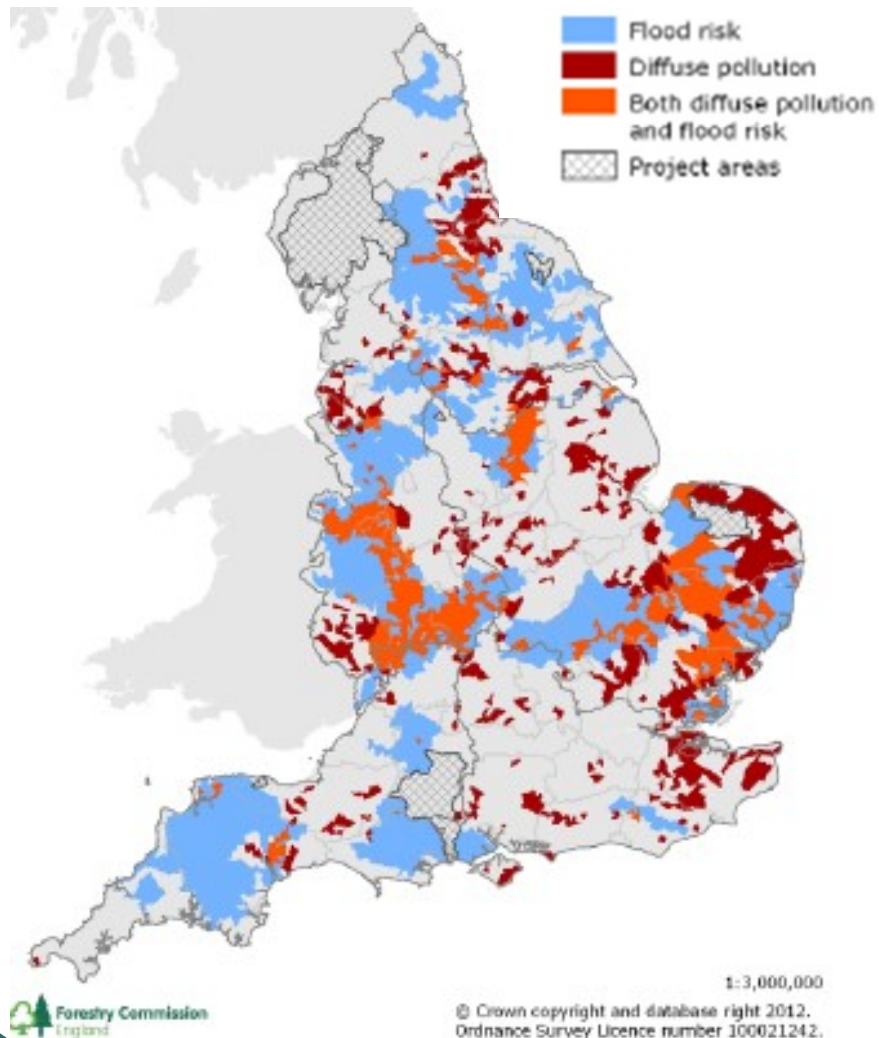 Flood risk
Diffuse pollution
Both diffuse pollution
and flood risk
Project areas
1:3,000,000
Forestry Commission
England
© Crown copyright and database right 2012.
Ordnance Survey Licence number 100021242.